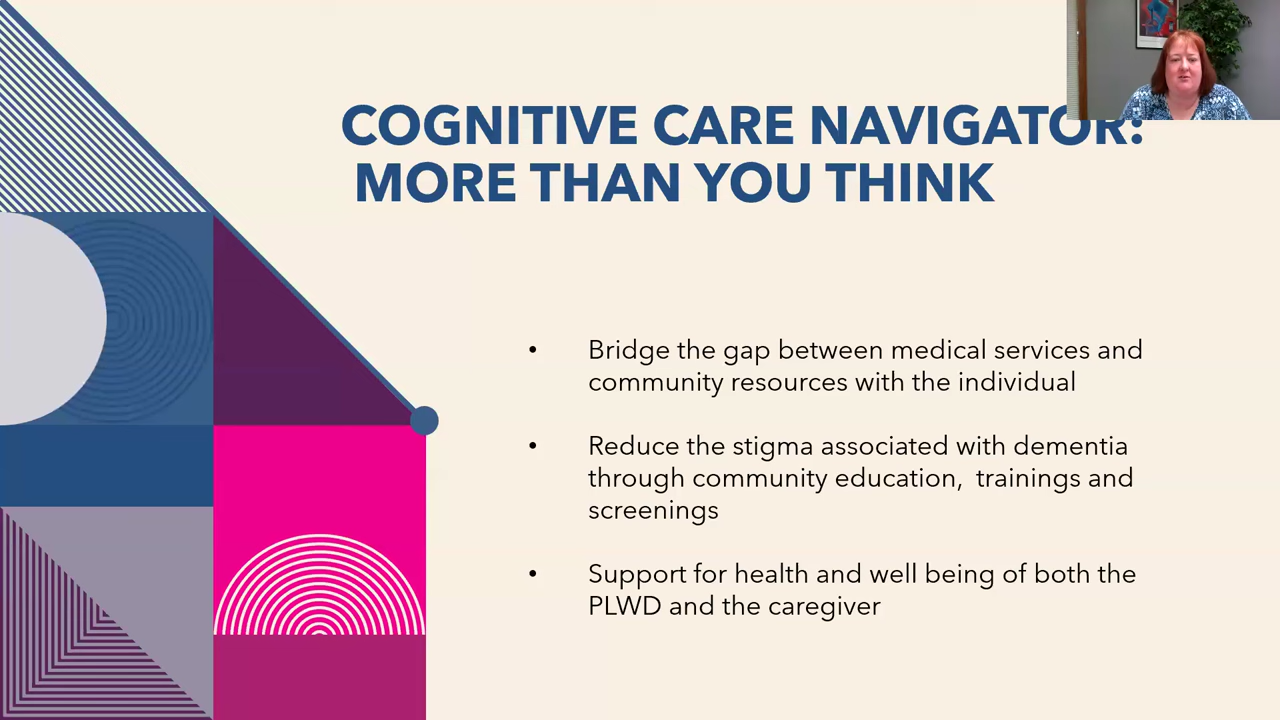 COGNITIVE CARE NAVIGATOR:
MORE THAN YOU THINK
• Bridge the gap between medical services and
community resources with the individual
• Reduce the stigma associated with dementia
through community education, trainings and
screenings
• Support for health and well being of both the
PLWD and the caregiver